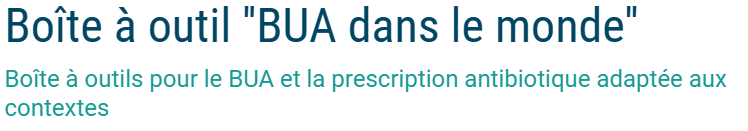 Boîte à outil "BUA dans le monde"
Boîte à outils pour le BUA et la prescription antibiotique adaptée aux
contextes